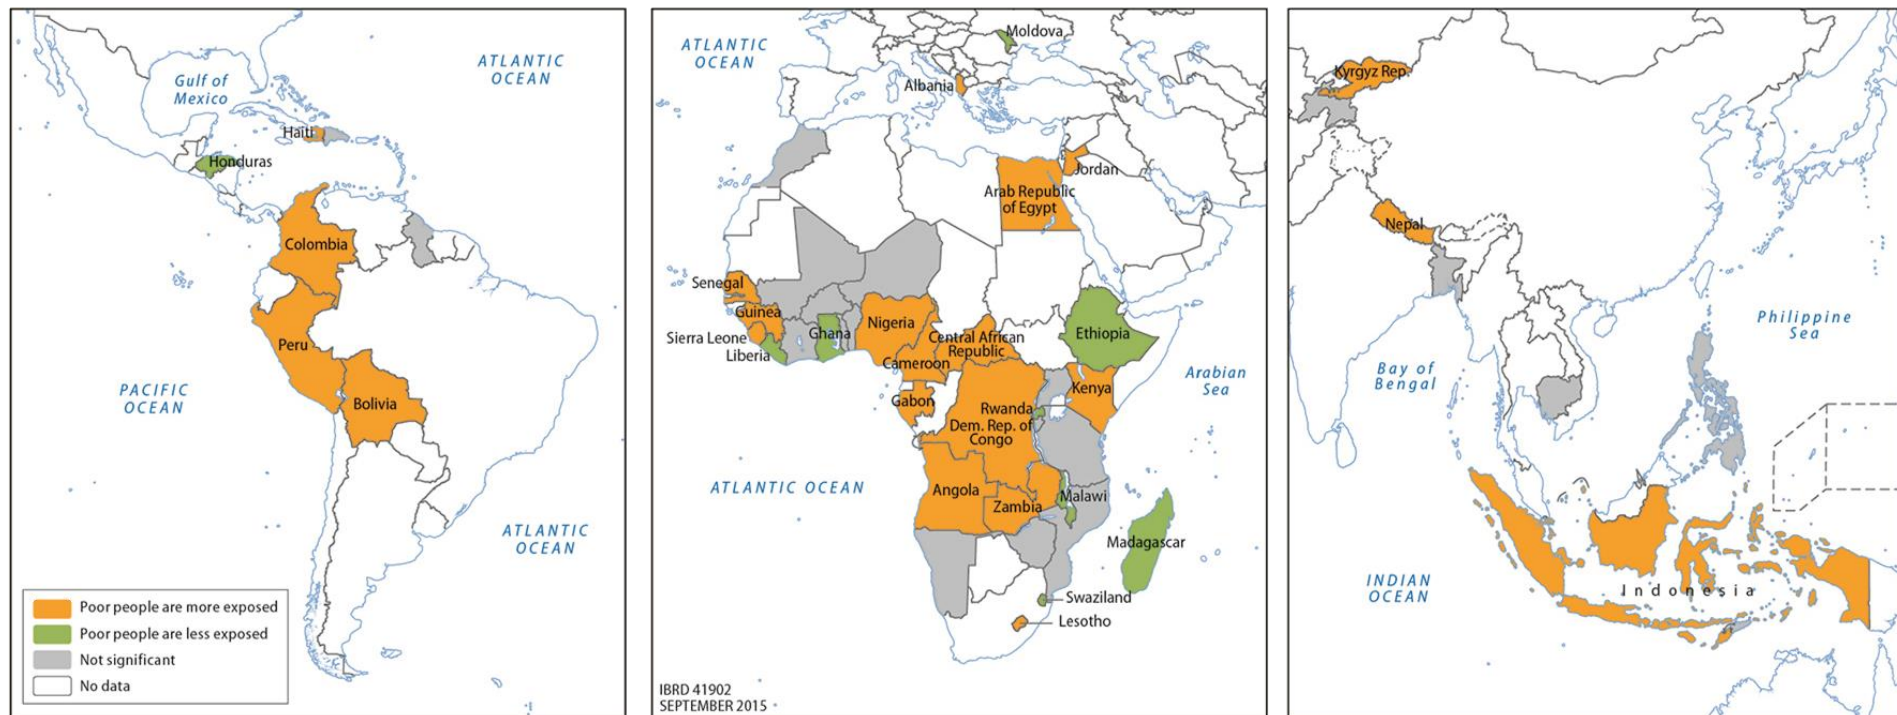 ATLANTIC
OCEAN
Gulf of
Mexico
Haiti
Honduras
Colombia
Peru
PACIFIC
OCEAN
Bolivia
ATLANTIC
OCEAN
Poor people are more exposed
Poor people are less exposed
Not significant
No data
ATLANTIC
OCEAN
Moldova
Albania
Jordan
Arab Republic
of Egypt
Senegal
Guinea
Sierra Leone
Liberia
Ghana
Nigeria
Central African
Republic
Cameroon
Ethiopia
Arabian
Sea
Gabon
Kenya
Rwanda
Dem. Rep. of
Congo
ATLANTIC OCEAN
Angola
Zambia
Malawi
Madagascar
Swaziland
Lesotho
IBRD 41902
SEPTEMBER 2015
Kyrgyz Rep.
Nepal
Philippine
Sea
Bay of
Bengal
INDIAN
OCEAN
Indonesia